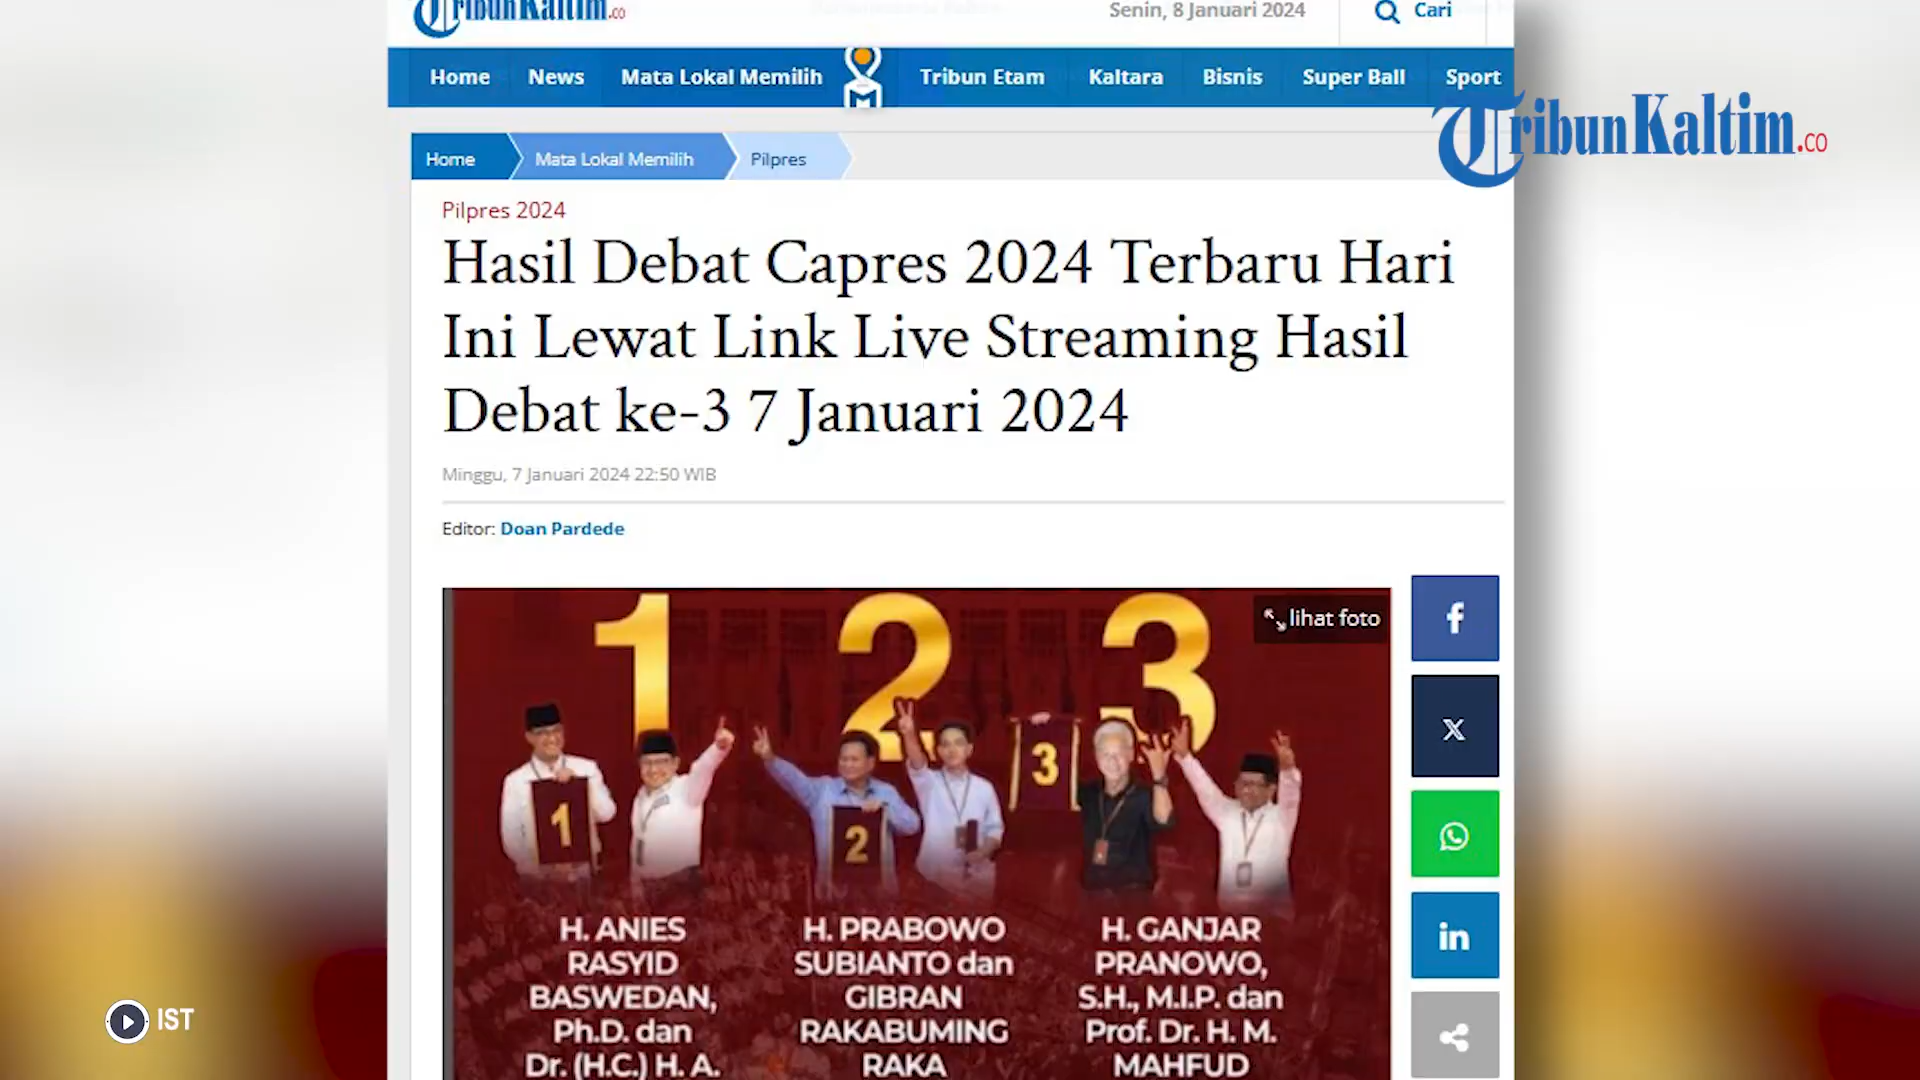 TribunKaltim.co
Senin, 8 Januari 2024
Cari
Home
News
Mata Lokal Memilih
Tribun Etam
Kaltara
Bisnis
Super Ball
Sport
TribunKaltim.co
Home
Mata Lokal Memilih
Pilpres
Pilpres 2024
Hasil Debat Capres 2024 Terbaru Hari
Ini Lewat Link Live Streaming Hasil
Debat ke-3 7 Januari 2024
Minggu, 7 Januari 2024 22:50 WIB
Editor: Doan Pardede
lihat foto
1
2
3
1
2
3
H. ANIES
RASYID
BASWEDAN,
Ph.D. dan
Dr. (H.C.) H. A.
H. PRABOWO
SUBIANTO dan
GIBRAN
RAKABUMING
RAKA
H. GANJAR
PRANOWO,
S.H., M.I.P. dan
Prof. Dr. H. M.
MAHFUD
f
X
in
IST